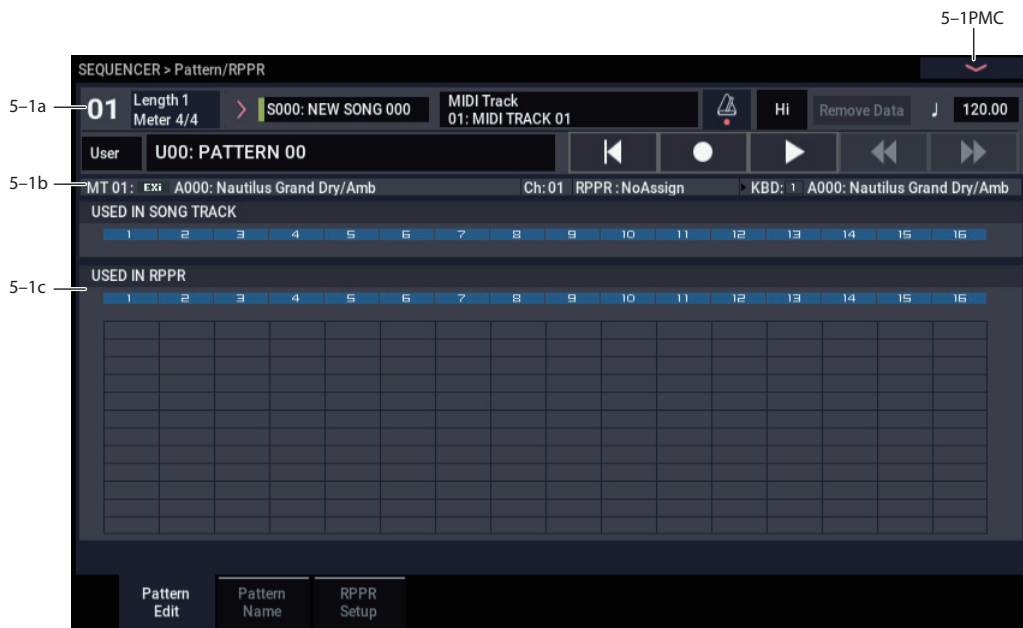 5–1PMC
SEQUENCER > Pattern/RPPR
5–1a
01
Length 1
Meter 4/4
S000: NEW SONG 000
MIDI Track
01: MIDI TRACK 01
Hi
Remove Data
♩ 120.00
User
U00: PATTERN 00
5–1b
MT 01: EXi A000: Nautilus Grand Dry/Amb
Ch: 01 RPPR : NoAssign
KBD: 1 A000: Nautilus Grand Dry/Amb
USED IN SONG TRACK
1 2 3 4 5 6 7 8 9 10 11 12 13 14 15 16
5–1c
USED IN RPPR
1 2 3 4 5 6 7 8 9 10 11 12 13 14 15 16
Pattern
Edit
Pattern
Name
RPPR
Setup